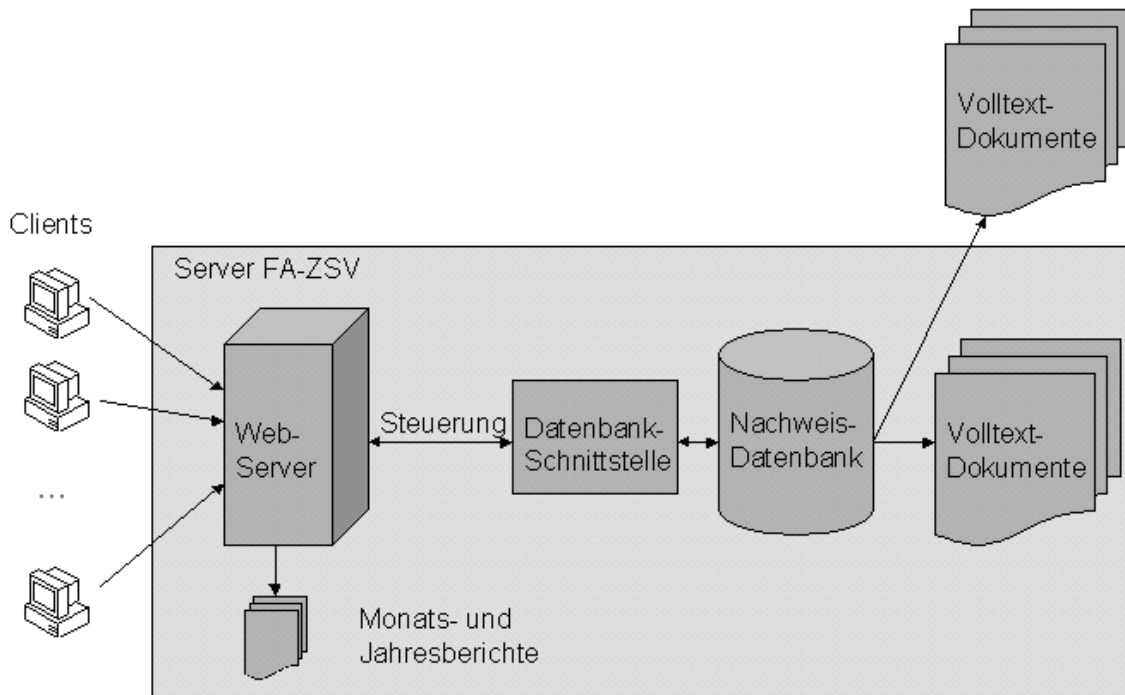 Volltext-
Dokumente
Clients
Server FA-ZSV
Web-
Server
Steuerung
Datenbank-
Schnittstelle
Nachweis-
Datenbank
Volltext-
Dokumente
...
Monats- und
Jahresberichte